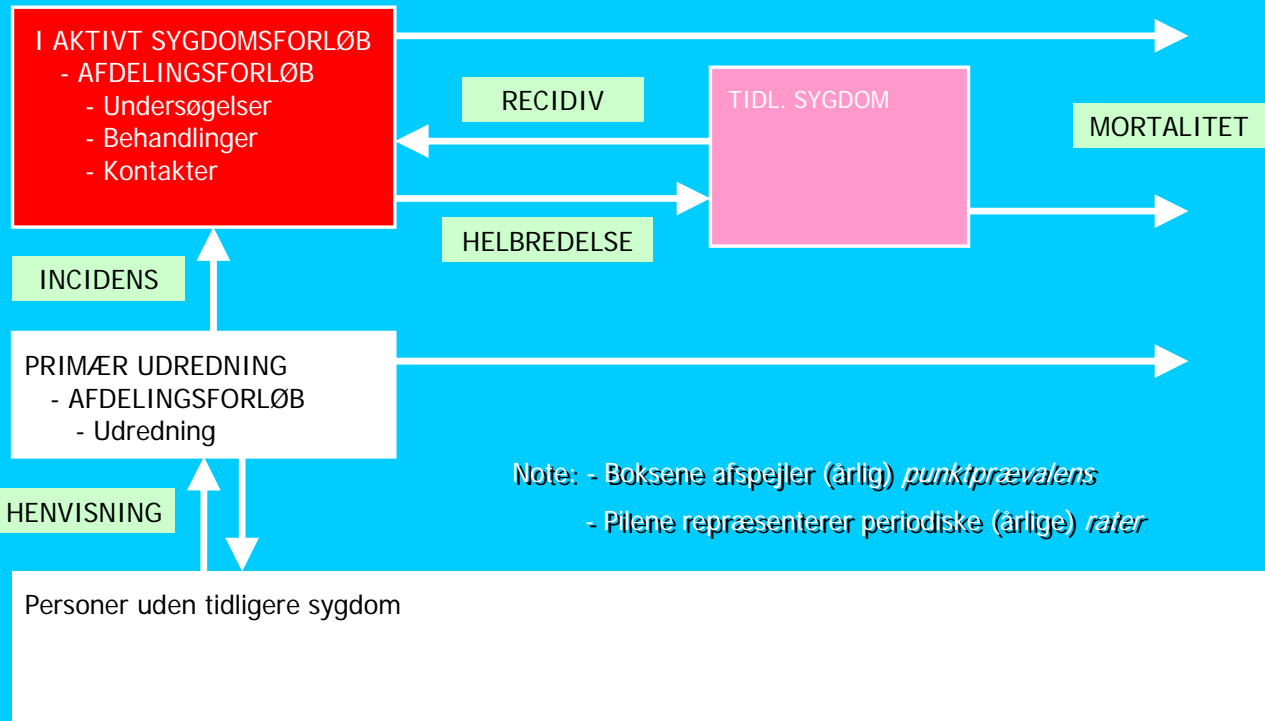 I AKTIVT SYGDOMSFORLØB
- AFDELINGSFORLØB
- Undersøgelser
- Behandlinger
- Kontakter
RECIDIV
TIDL. SYGDOM
MORTALITET
HELBREDELSE
INCIDENS
PRIMÆR UDREDNING
- AFDELINGSFORLØB
- Udredning
Note: - Boksene afspejler (årlig) punktprævalens
- Pilene repræsenterer periodiske (årlige) rater
HENVISNING
Personer uden tidligere sygdom